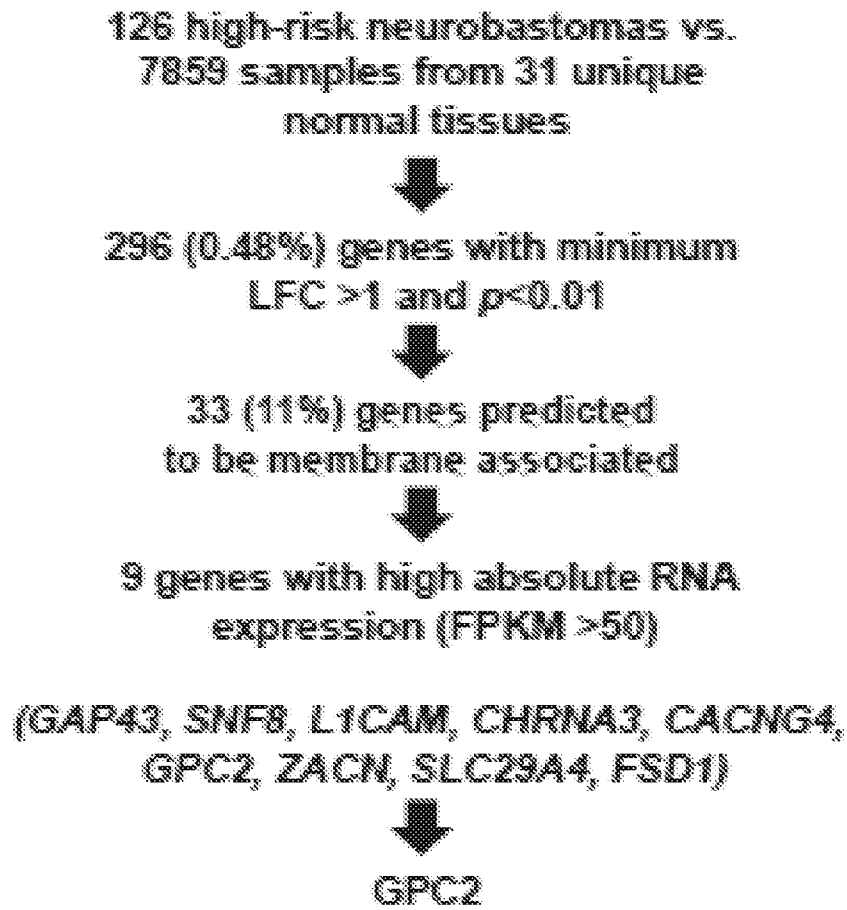 126 high-risk neurobastomas vs.
7859 samples from 31 unique
normal tissues
296 (0.48%) genes with minimum
LFC >1 and p<0.01
33 (11%) genes predicted
to be membrane associated
9 genes with high absolute RNA
expression (FPKM >50)
(GAP43, SNF8, L1CAM, CHRNA3, CACNG4,
GPC2, ZACN, SLC29A4, FSD1)
GPC2